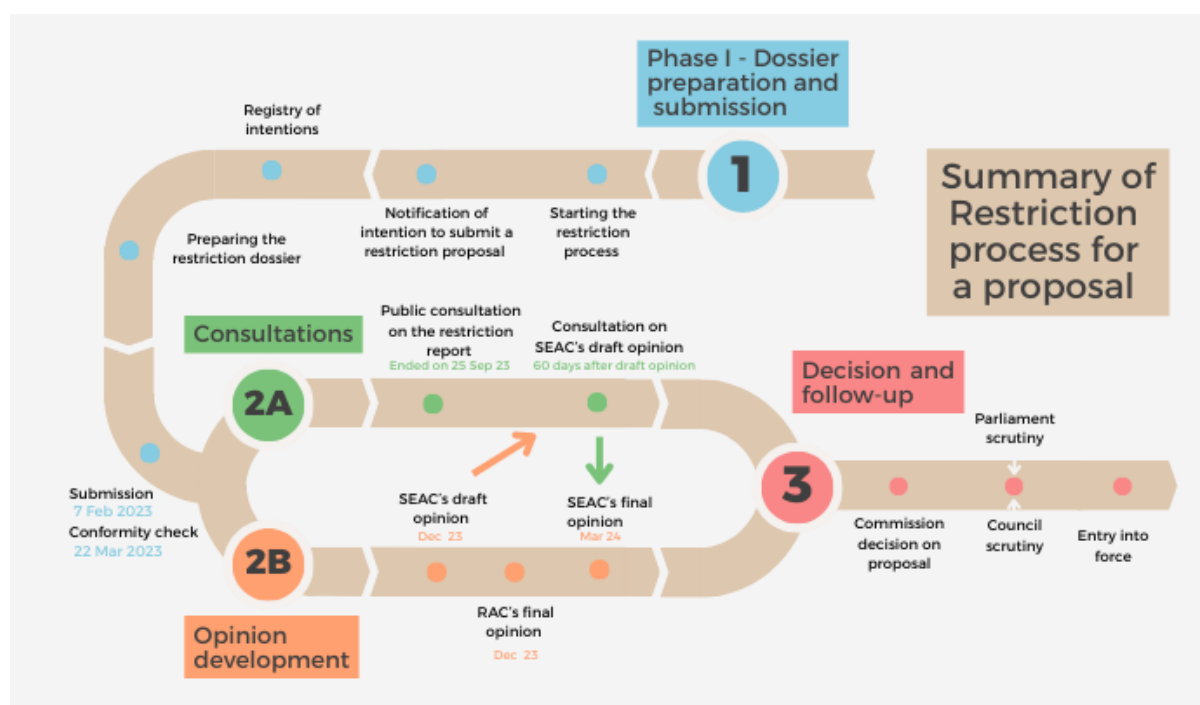 Summary of
Restriction
process for
a proposal
Phase I - Dossier
preparation and
submission
1
Starting the
restriction
process
Notification of
intention to submit a
restriction proposal
Registry of
intentions
Preparing the
restriction dossier
Submission
7 Feb 2023
Conformity check
22 Mar 2023
Consultations
2A
Public consultation
on the restriction
report
Ended on 25 Sep 23
Consultation on
SEAC's draft opinion
60 days after draft opinion
2B
Opinion
development
SEAC's draft
opinion
Dec 23
RAC's final
opinion
Dec 23
SEAC's final
opinion
Mar 24
Decision and
follow-up
3
Commission
decision on
proposal
Parliament
scrutiny
Council
scrutiny
Entry into
force